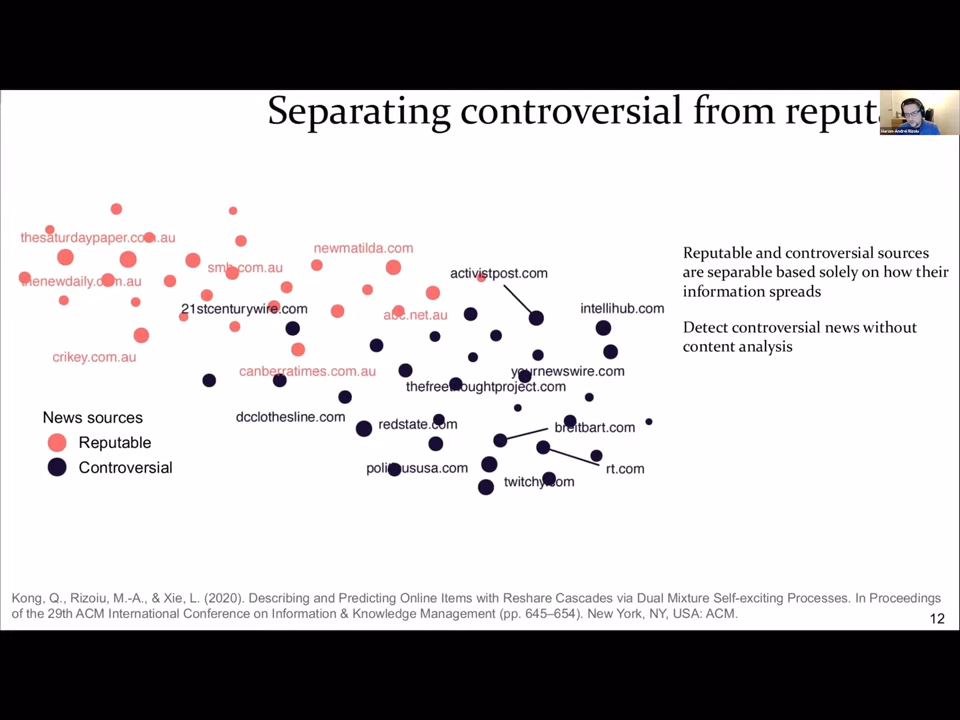 Separating controversial from reput
Marian-Andrei Rizoiu
thesaturdaypaper.com.au
newmatilda.com
smh.com.au
activistpost.com
thenewdaily.com.au
21stcenturywire.com
abc.net.au
intellihub.com
crikey.com.au
canberratimes.com.au
yournewswire.com
thefreethoughtproject.com
dcclothesline.com
redstate.com
breitbart.com
politicususa.com
rt.com
twitchy.com
News sources
Reputable
Controversial
Reputable and controversial sources
are separable based solely on how their
information spreads
Detect controversial news without
content analysis
Kong, Q., Rizoiu, M.-A., & Xie, L. (2020). Describing and Predicting Online Items with Reshare Cascades via Dual Mixture Self-exciting Processes. In Proceedings
of the 29th ACM International Conference on Information & Knowledge Management (pp. 645–654). New York, NY, USA: ACM.
12